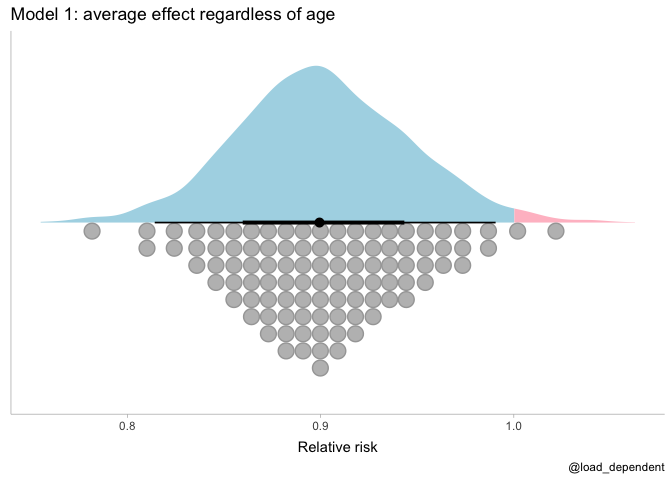 Model 1: average effect regardless of age
0.8 0.9 1.0
Relative risk
@load_dependent